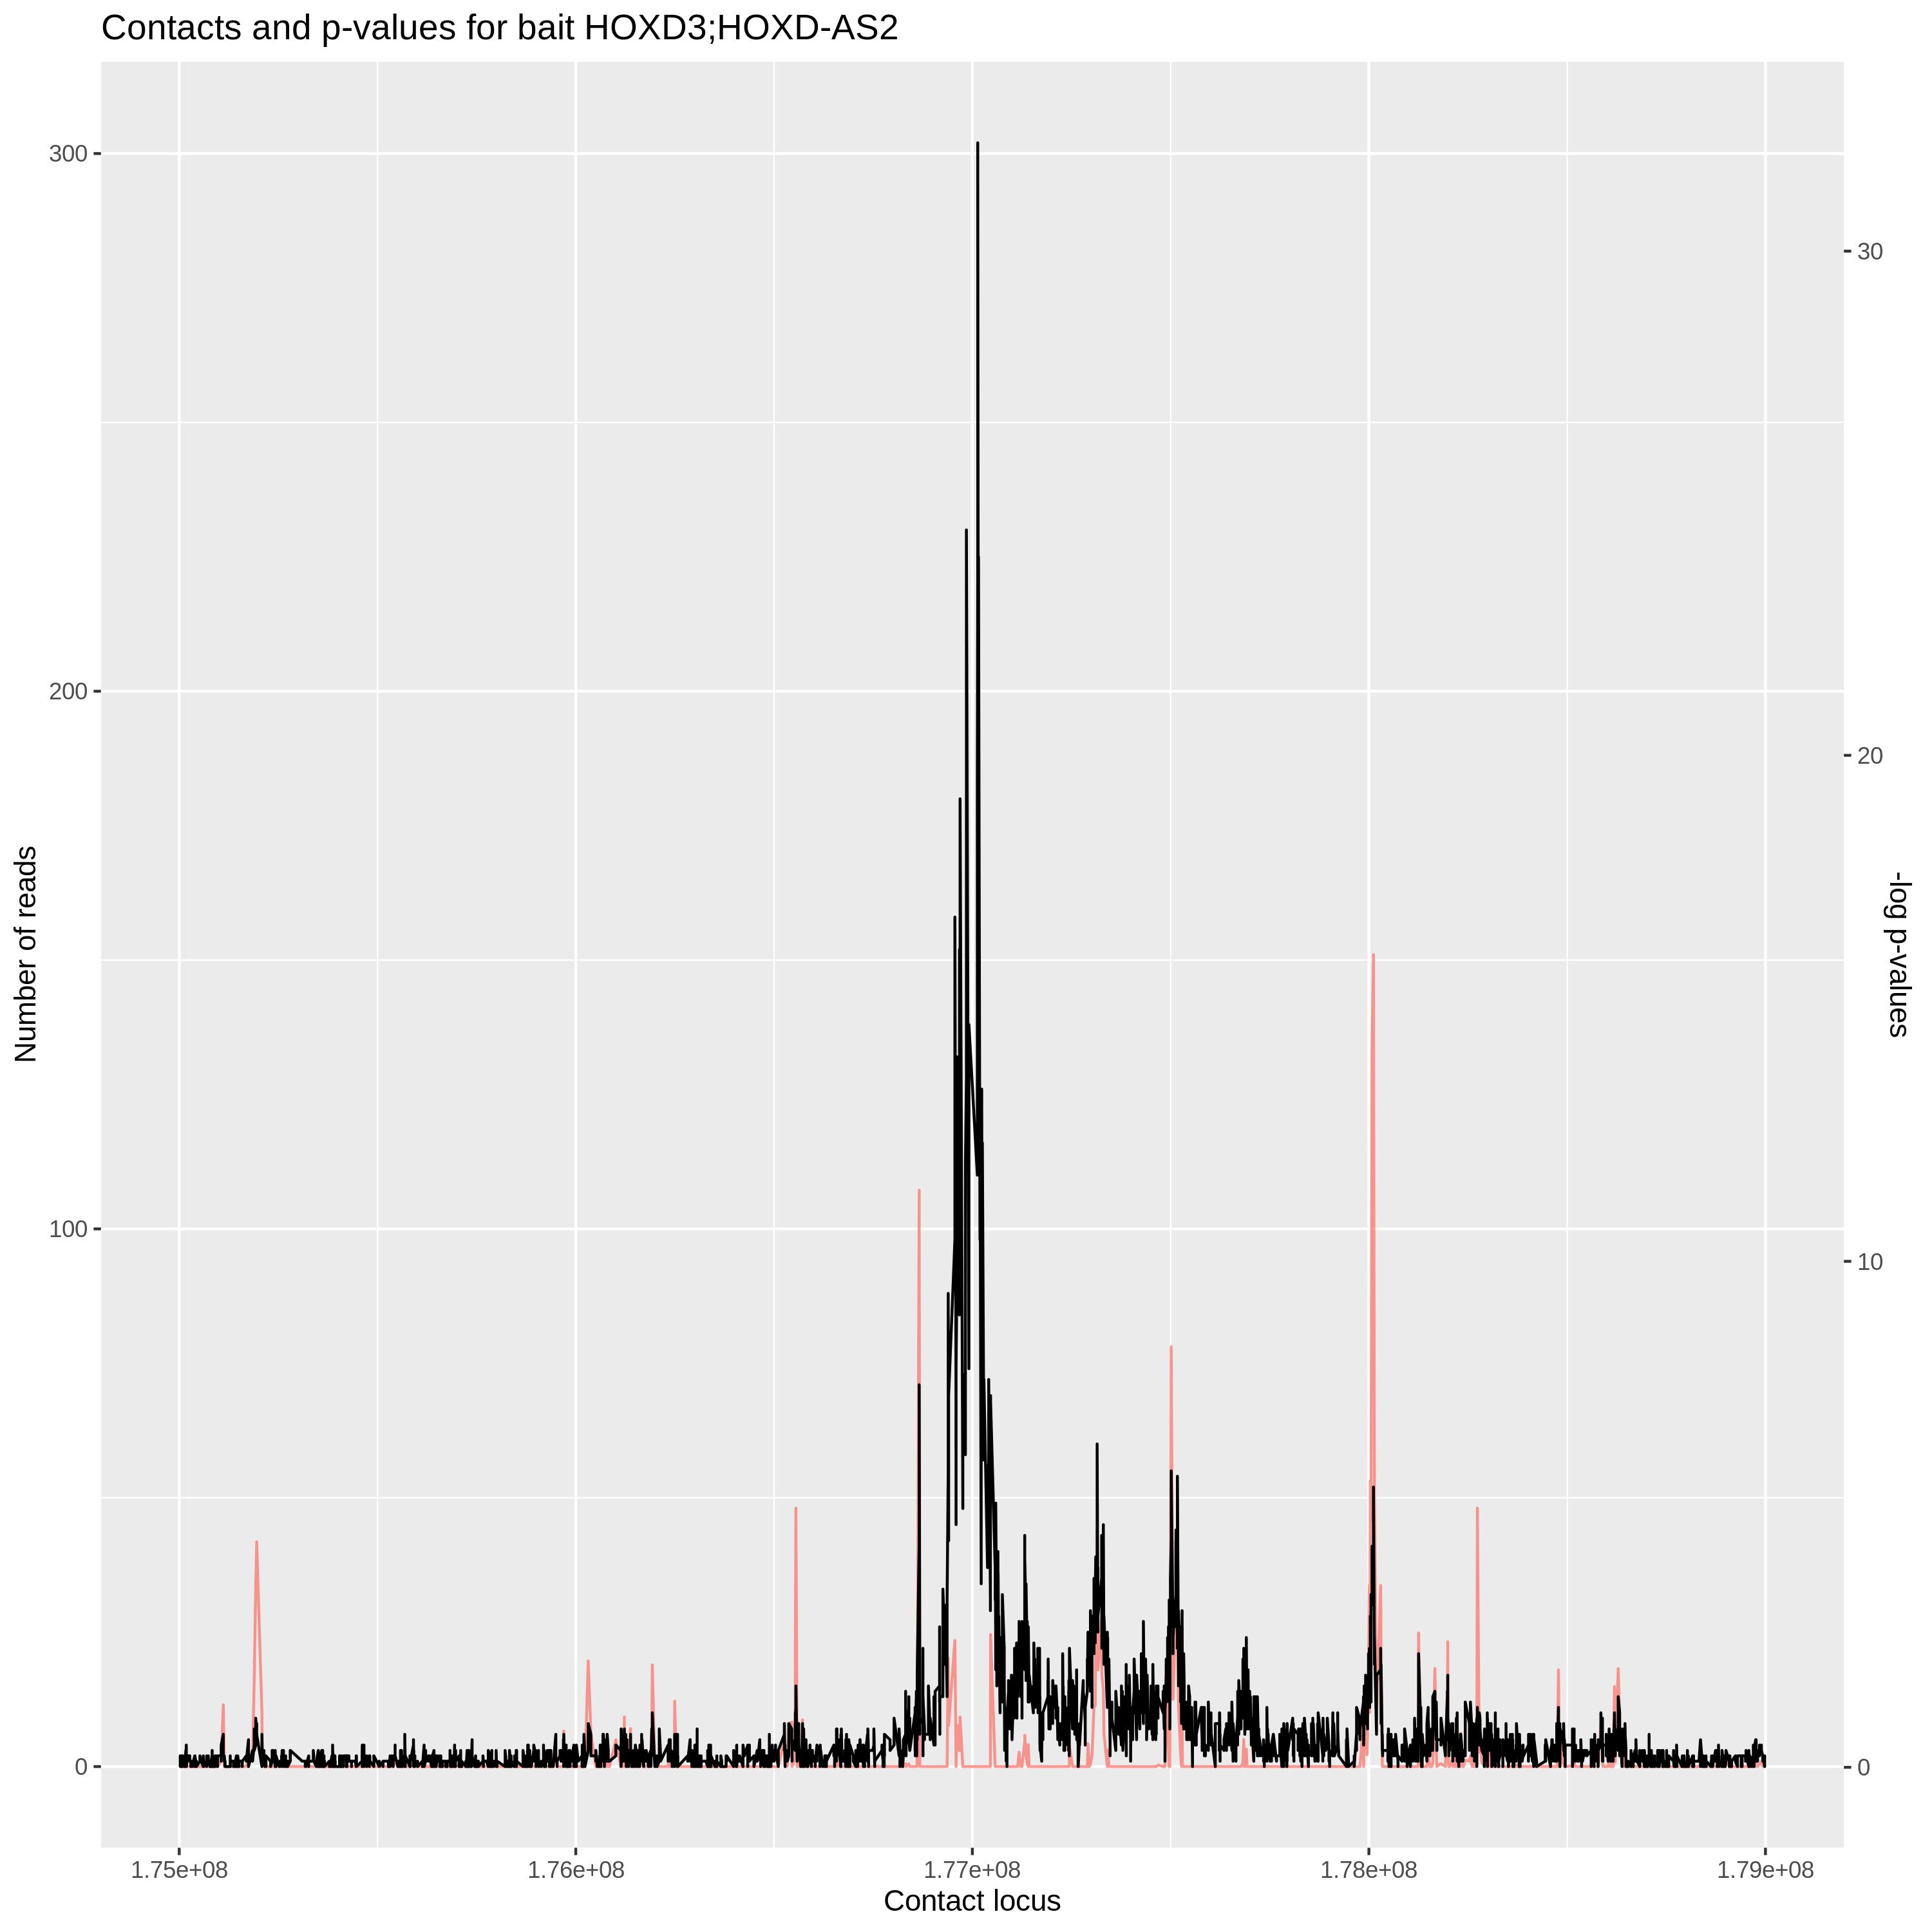 Contacts and p-values for bait HOXD3;HOXD-AS2
300
200
100
0
Number of reads
30
20
10
0
-log p-values
1.75e+08
1.76e+08
1.77e+08
1.78e+08
1.79e+08
Contact locus